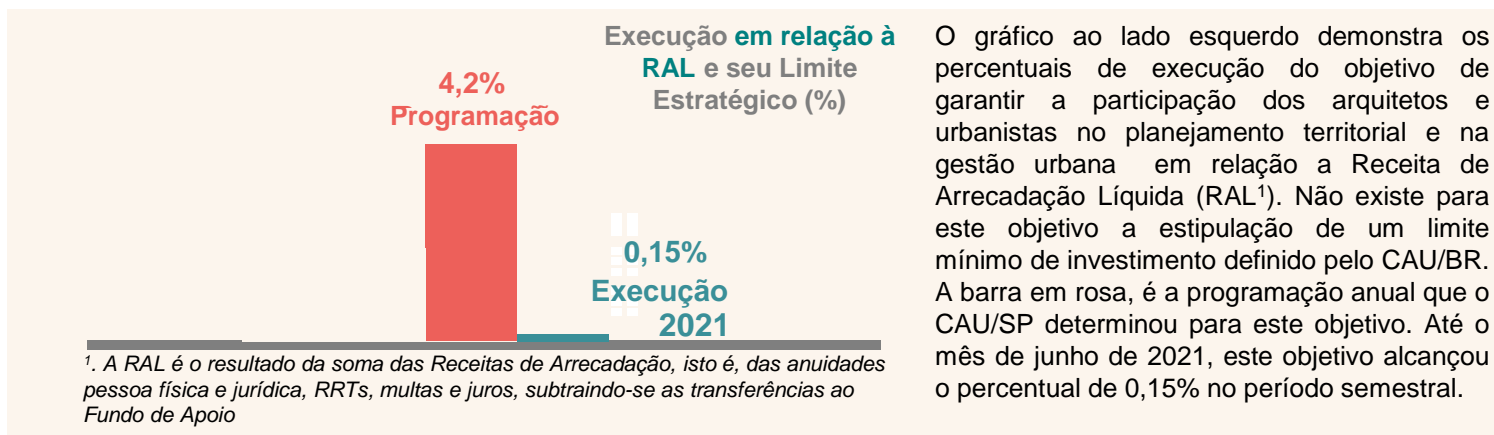 Execução em relação à
RAL e seu Limite
Estratégico (%)
4,2%
Programação
0,15%
Execução
2021
¹. A RAL é o resultado da soma das Receitas de Arrecadação, isto é, das anuidades
pessoa física e jurídica, RRTs, multas e juros, subtraindo-se as transferências ao
Fundo de Apoio
O gráfico ao lado esquerdo demonstra os
percentuais de execução do objetivo de
garantir a participação dos arquitetos e
urbanistas no planejamento territorial e na
gestão urbana em relação a Receita de
Arrecadação Líquida (RAL¹). Não existe para
este objetivo a estipulação de um limite
mínimo de investimento definido pelo CAU/BR.
A barra em rosa, é a programação anual que o
CAU/SP determinou para este objetivo. Até o
mês de junho de 2021, este objetivo alcançou
o percentual de 0,15% no período semestral.